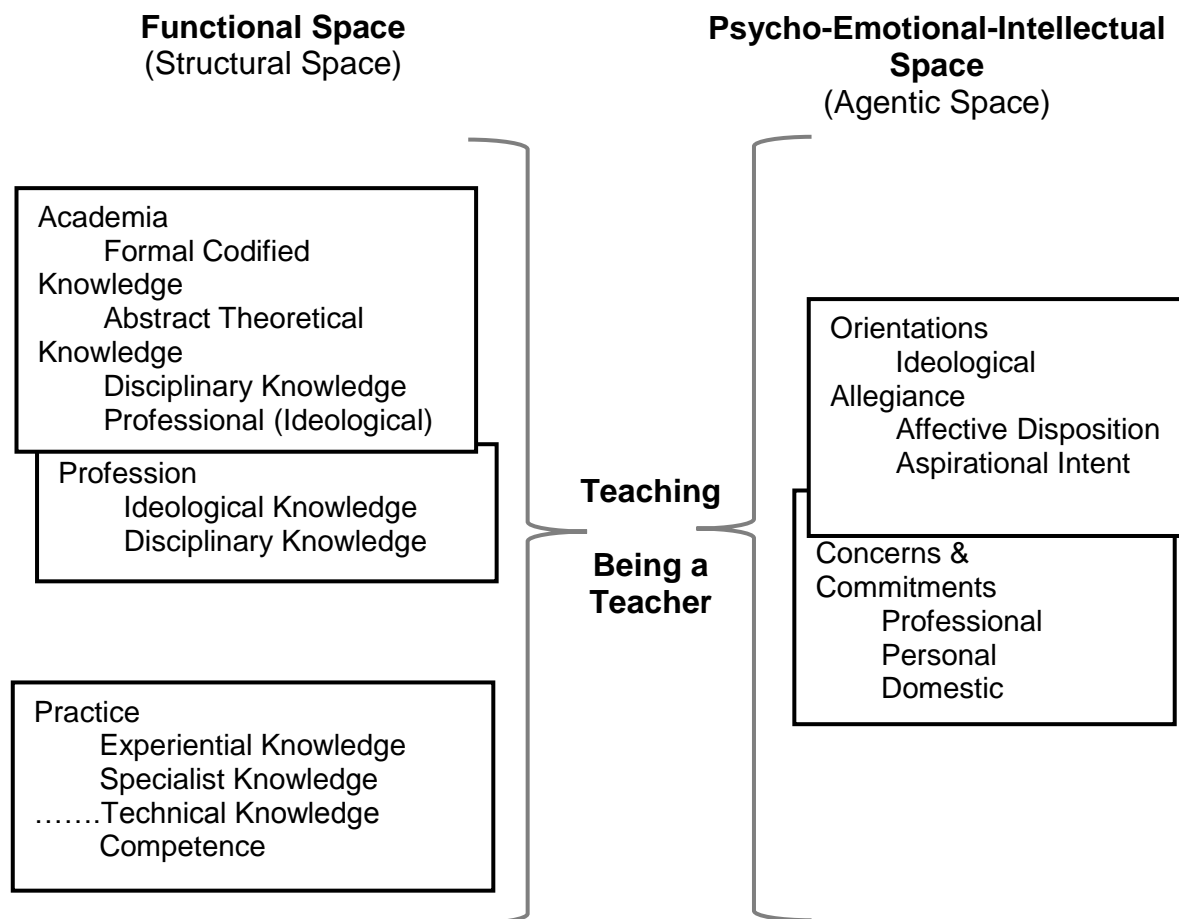 Functional Space
(Structural Space)
Psycho-Emotional-Intellectual
Space
(Agentic Space)
Academia
Formal Codified
Knowledge
Abstract Theoretical
Knowledge
Disciplinary Knowledge
Professional (Ideological)
Profession
Ideological Knowledge
Disciplinary Knowledge
Practice
Experiential Knowledge
Specialist Knowledge
…….Technical Knowledge
Competence
Teaching
Being a
Teacher
Orientations
Ideological
Allegiance
Affective Disposition
Aspirational Intent
Concerns &
Commitments
Professional
Personal
Domestic